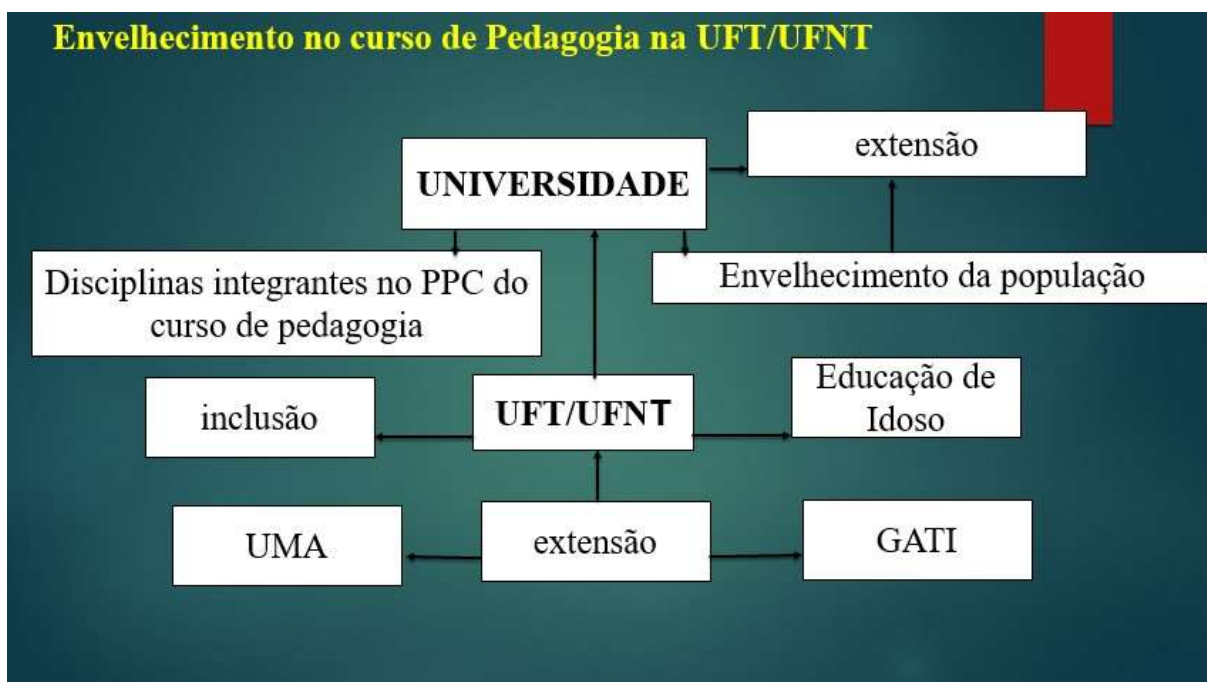 Envelhecimento no curso de Pedagogia na UFT/UFNT
extensão
UNIVERSIDADE
Disciplinas integrantes no PPC do
curso de pedagogia
Envelhecimento da população
inclusão
UFT/UFNT
Educação de
Idoso
UMA
extensão
GATI